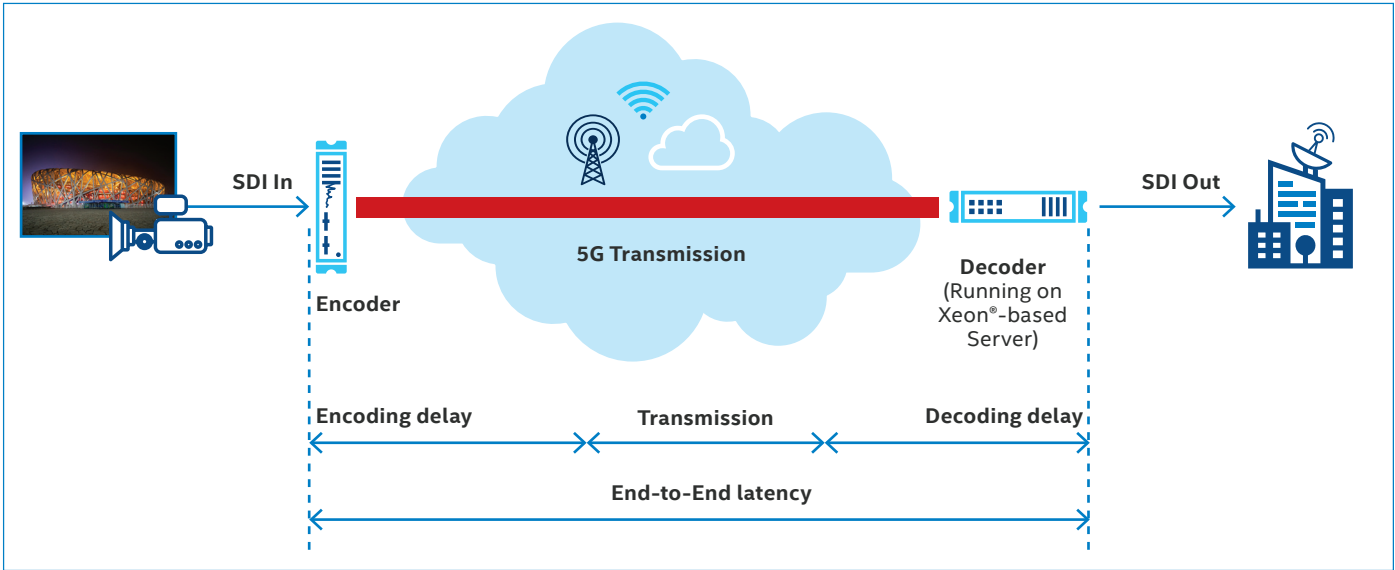 SDI In
SDI Out
5G Transmission
Encoder
Decoder
(Running on
Xeon®-based
Server)
Encoding delay
Transmission
Decoding delay
End-to-End latency